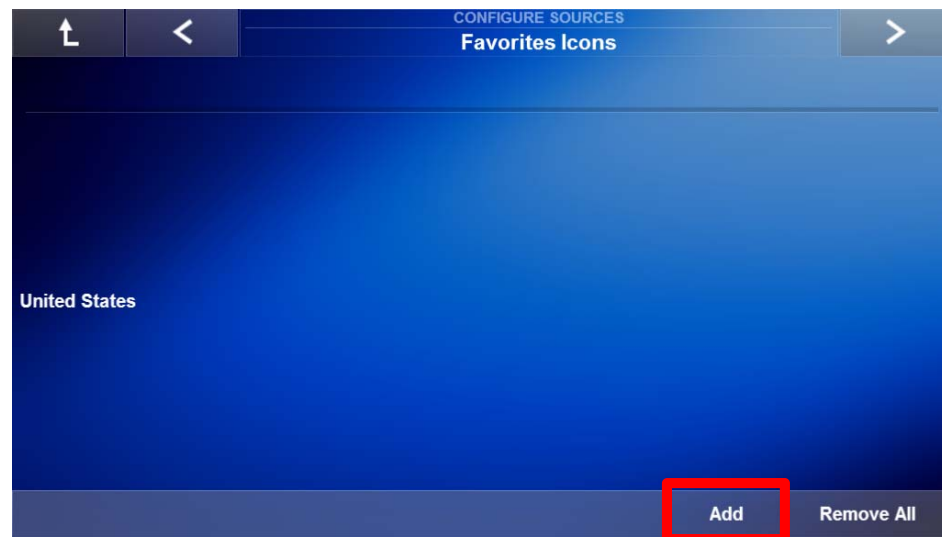 CONFIGURE SOURCES
Favorites Icons
United States
Add Remove All